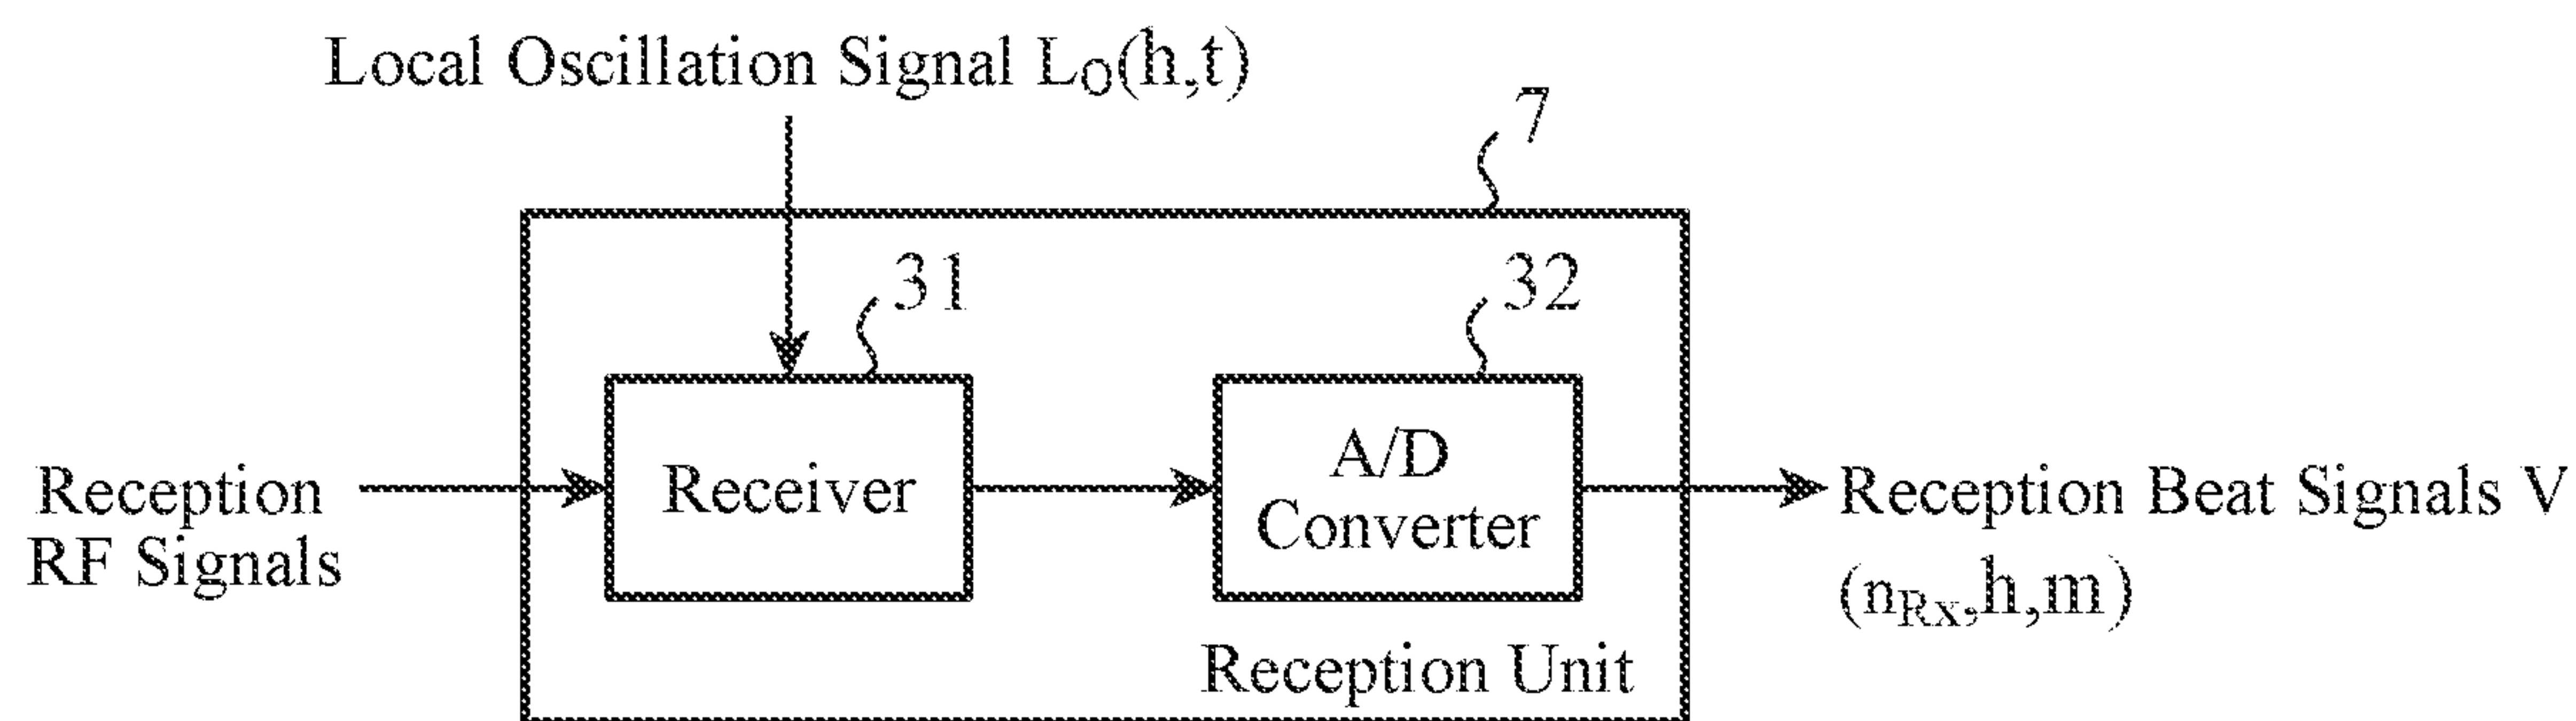 Local Oscillation Signal LO(h,t)
7
31
32
Reception
RF Signals
Receiver
A/D
Converter
Reception Beat Signals V
(nRx,h,m)
Reception Unit